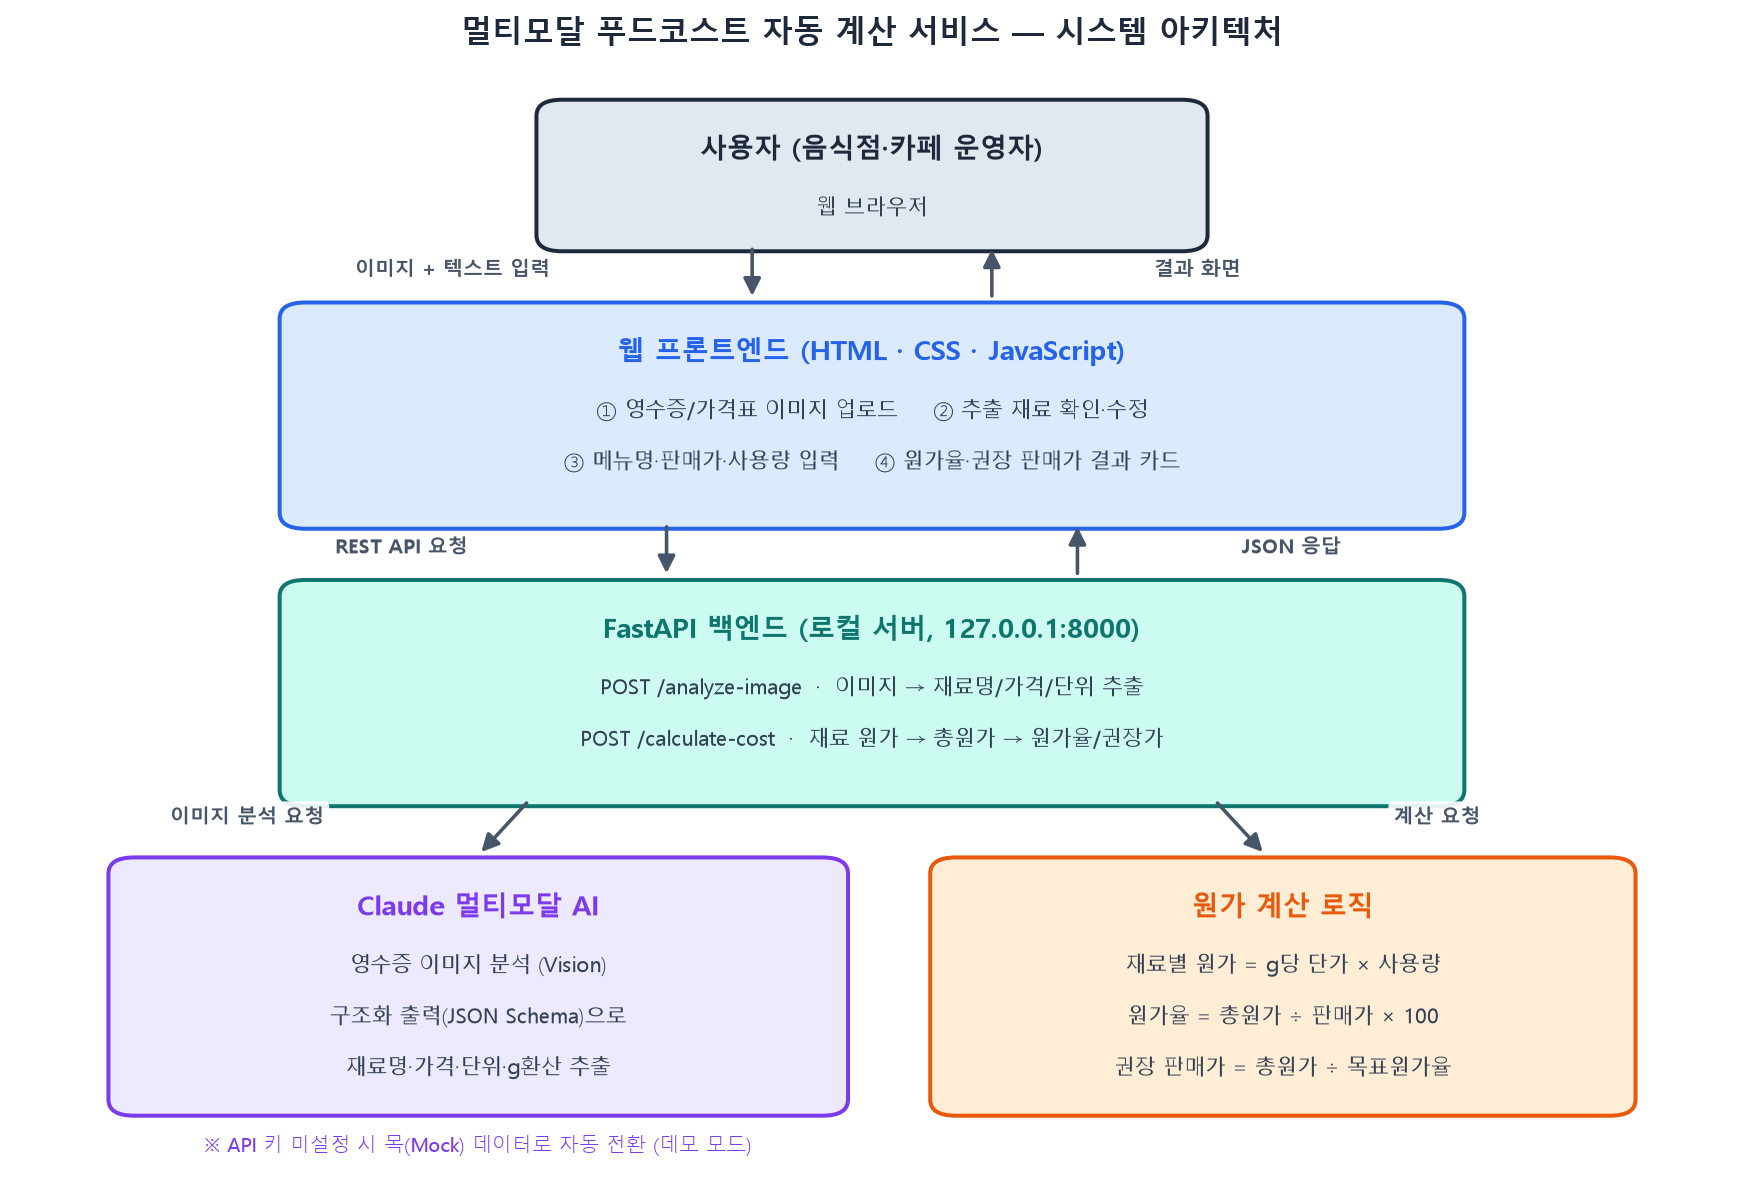 멀티모달 푸드코스트 자동 계산 서비스 — 시스템 아키텍처
사용자 (음식점·카페 운영자)
웹 브라우저
이미지 + 텍스트 입력
결과 화면
웹 프론트엔드 (HTML · CSS · JavaScript)
① 영수증/가격표 이미지 업로드 ② 추출 재료 확인·수정
③ 메뉴명·판매가·사용량 입력 ④ 원가율·권장 판매가 결과 카드
REST API 요청
JSON 응답
FastAPI 백엔드 (로컬 서버, 127.0.0.1:8000)
POST /analyze-image · 이미지 → 재료명/가격/단위 추출
POST /calculate-cost · 재료 원가 → 총원가 → 원가율/권장가
이미지 분석 요청
계산 요청
Claude 멀티모달 AI
영수증 이미지 분석 (Vision)
구조화 출력(JSON Schema)으로
재료명·가격·단위·g환산 추출
원가 계산 로직
재료별 원가 = g당 단가 × 사용량
원가율 = 총원가 ÷ 판매가 × 100
권장 판매가 = 총원가 ÷ 목표원가율
※ API 키 미설정 시 목(Mock) 데이터로 자동 전환 (데모 모드)